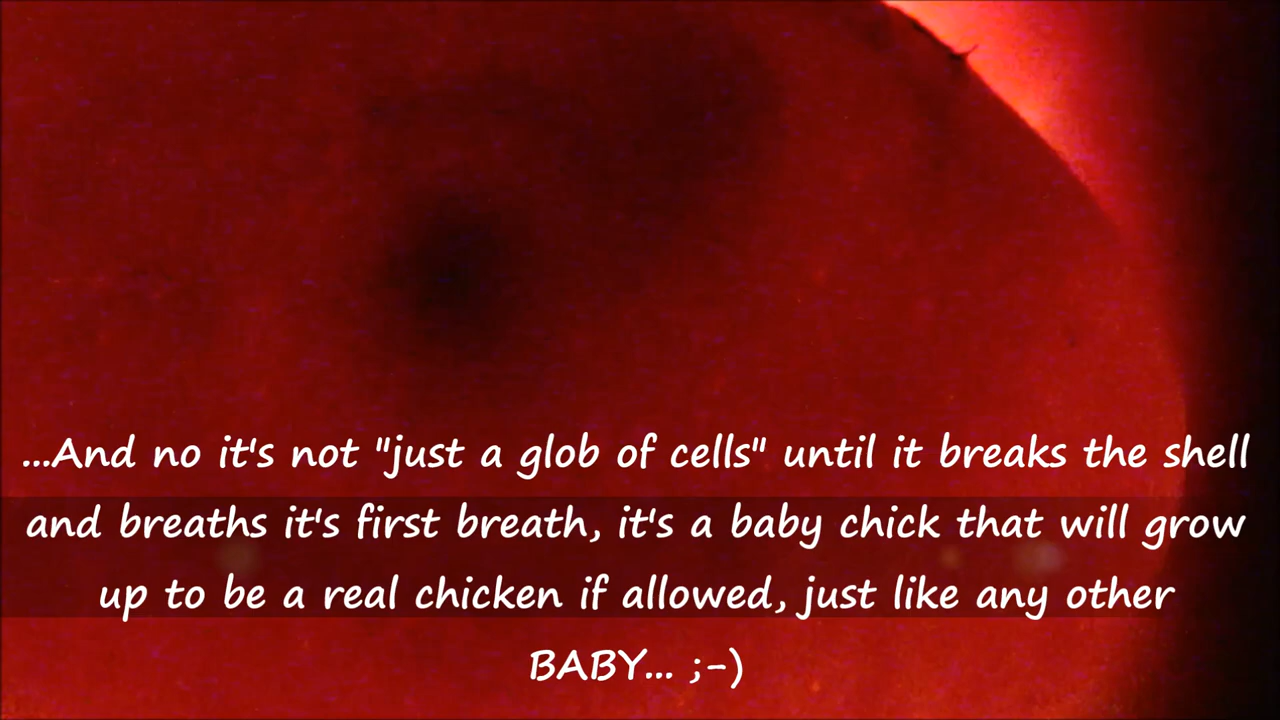 ...And no it's not "just a glob of cells" until it breaks the shell
and breaths it's first breath, it's a baby chick that will grow
up to be a real chicken if allowed, just like any other
BABY... ;-)